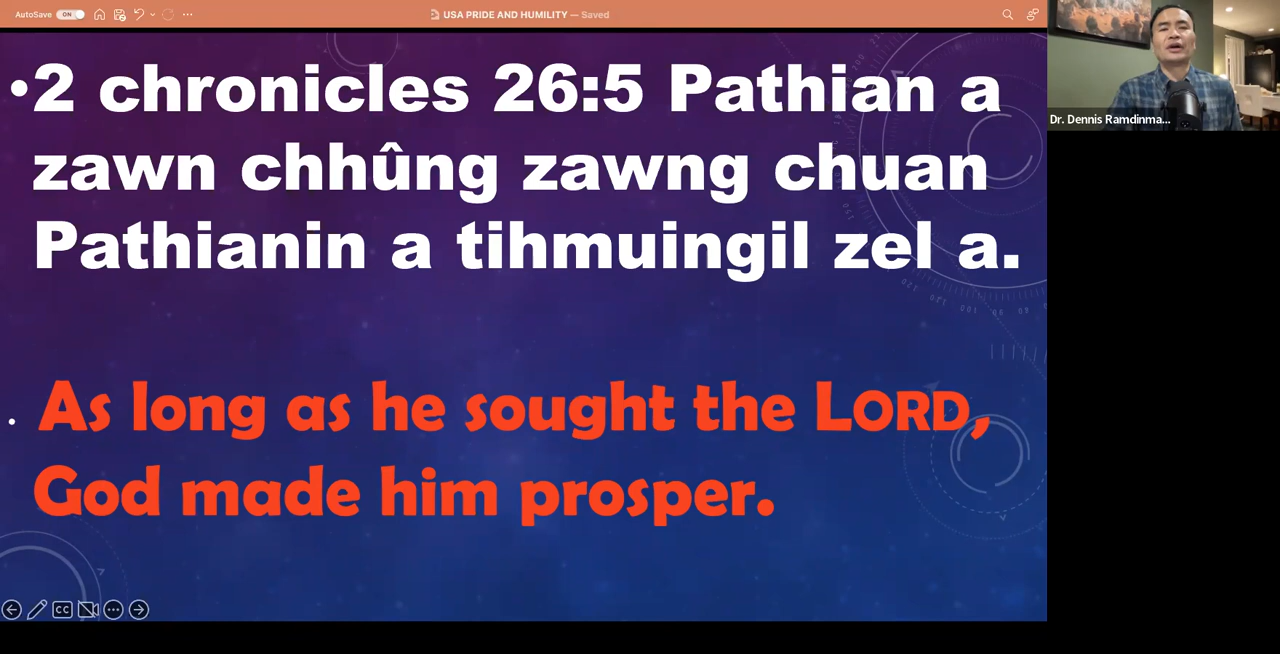 AutoSave ON USA PRIDE AND HUMILITY — Saved
•2 chronicles 26:5 Pathian a
zawn chhûng zawng chuan
Pathianin a tihmuingil zel a.
• As long as he sought the LORD,
God made him prosper.
CC
Dr. Dennis Ramdinma...